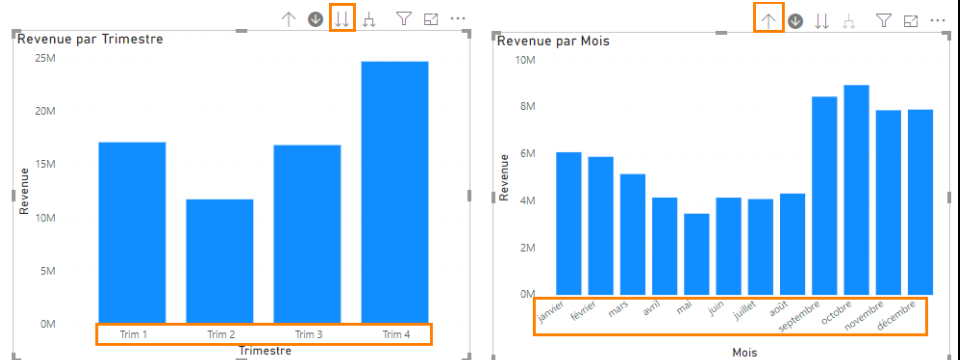 Revenue par Trimestre
25M
20M
15M
10M
5M
0M
Revenue
Trim 1 Trim 2 Trim 3 Trim 4
Trimestre
Revenue par Mois
10M
8M
6M
4M
2M
0M
Revenue
janvier février mars avril mai juin juillet août septembre octobre novembre décembre
Mois